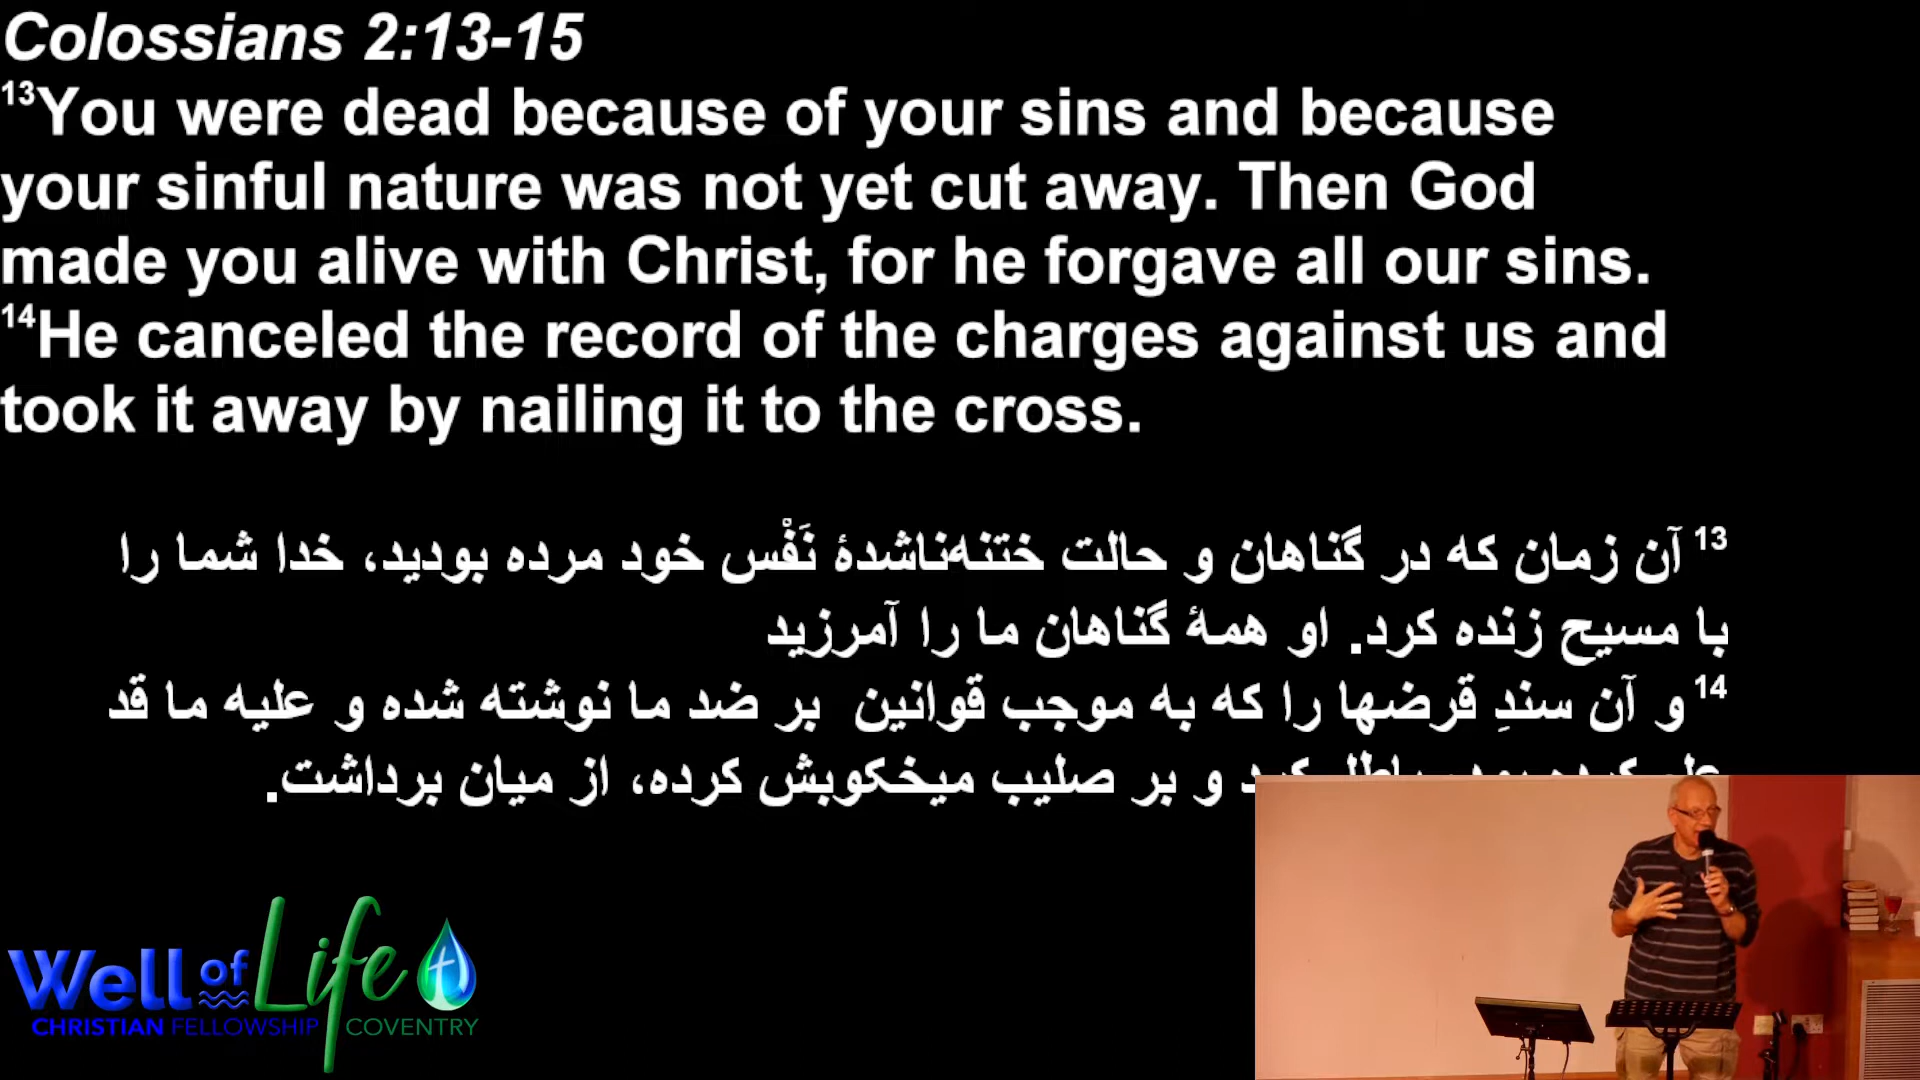 Colossians 2:13-15
¹³You were dead because of your sins and because
your sinful nature was not yet cut away. Then God
made you alive with Christ, for he forgave all our sins.
¹⁴He canceled the record of the charges against us and
took it away by nailing it to the cross.
¹³ آن زمان که در گناهان و حالت ختنه‌ناشدهٔ نَفْس خود مرده بودید، خدا شما را
با مسیح زنده کرد. او همهٔ گناهان ما را آمرزید
¹⁴ و آن سندِ قرضها را که به موجب قوانین بر ضد ما نوشته شده و علیه ما قد
و بر صلیب میخکوبش کرده، از میان برداشت.
Well of Life
CHRISTIAN FELLOWSHIP COVENTRY